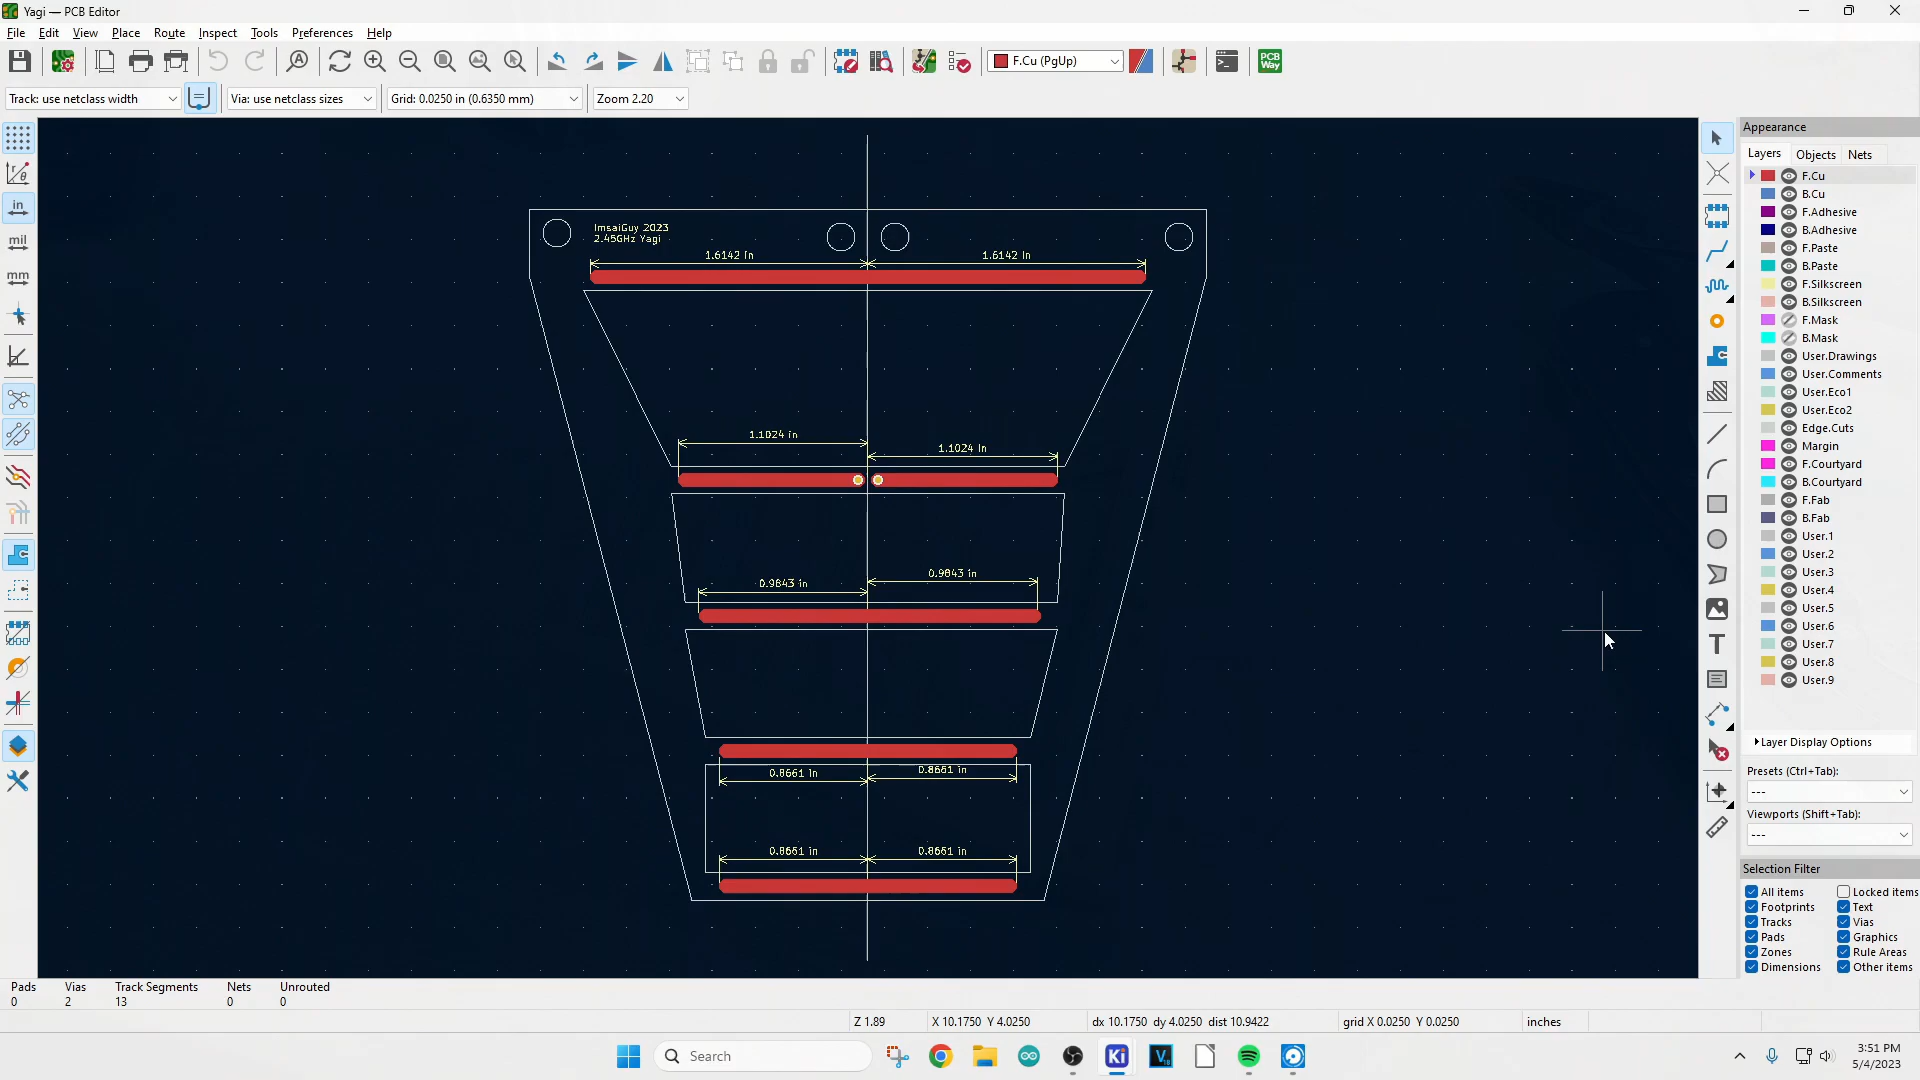 Yagi — PCB Editor
File Edit View Place Route Inspect Tools Preferences Help
F.Cu (PgUp)
PCB Way
Track: use netclass width
Via: use netclass sizes
Grid: 0.0250 in (0.6350 mm)
Zoom 2.20
in
mil
mm
ImsaiGuy 2023
2.45GHz Yagi
1.6142 in
1.6142 in
1.1024 in
1.1024 in
0.9843 in
0.9843 in
0.8661 in
0.8661 in
0.8661 in
0.8661 in
Appearance
Layers Objects Nets
F.Cu
B.Cu
F.Adhesive
B.Adhesive
F.Paste
B.Paste
F.Silkscreen
B.Silkscreen
F.Mask
B.Mask
User.Drawings
User.Comments
User.Eco1
User.Eco2
Edge.Cuts
Margin
F.Courtyard
B.Courtyard
F.Fab
B.Fab
User.1
User.2
User.3
User.4
User.5
User.6
User.7
User.8
User.9
Layer Display Options
Presets (Ctrl+Tab):
---
Viewports (Shift+Tab):
---
Selection Filter
All items Locked items
Footprints Text
Tracks Vias
Pads Graphics
Zones Rule Areas
Dimensions Other items
Pads Vias Track Segments Nets Unrouted
0 2 13 0 0
Z 1.89
X 10.1750 Y 4.0250
dx 10.1750 dy 4.0250 dist 10.9422
grid X 0.0250 Y 0.0250
inches
Search
Ki
3:51 PM
5/4/2023